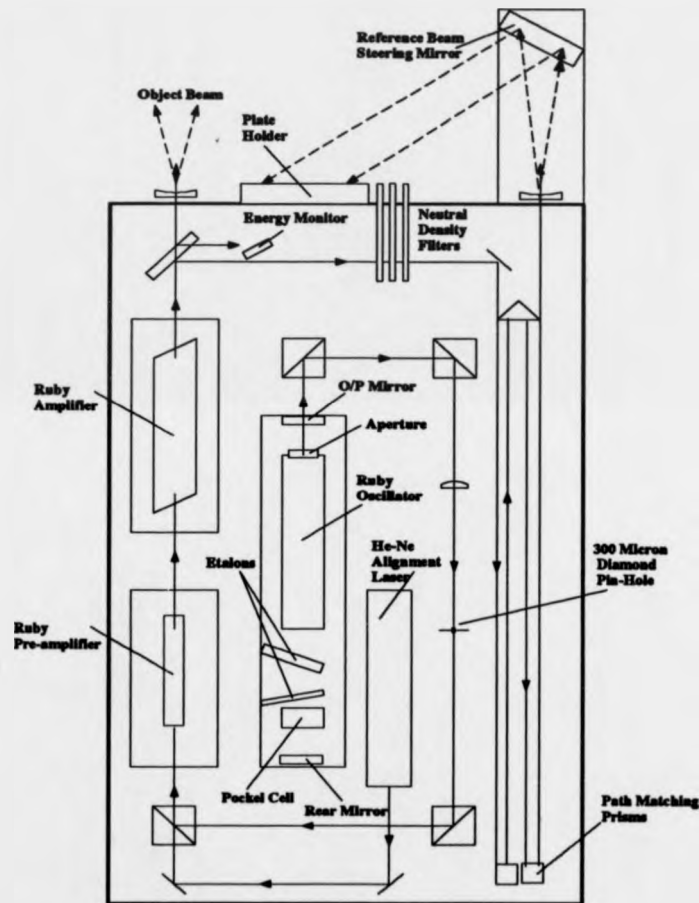 Reference Beam
Steering Mirror
Object Beam
Plate
Holder
Energy Monitor
Neutral
Density
Filters
Ruby
Amplifier
O/P Mirror
Aperture
Ruby
Oscillator
He-Ne
Alignment
Laser
300 Micron
Diamond
Pin-Hole
Etalons
Ruby
Pre-amplifier
Pockel Cell
Rear Mirror
Path Matching
Prisms